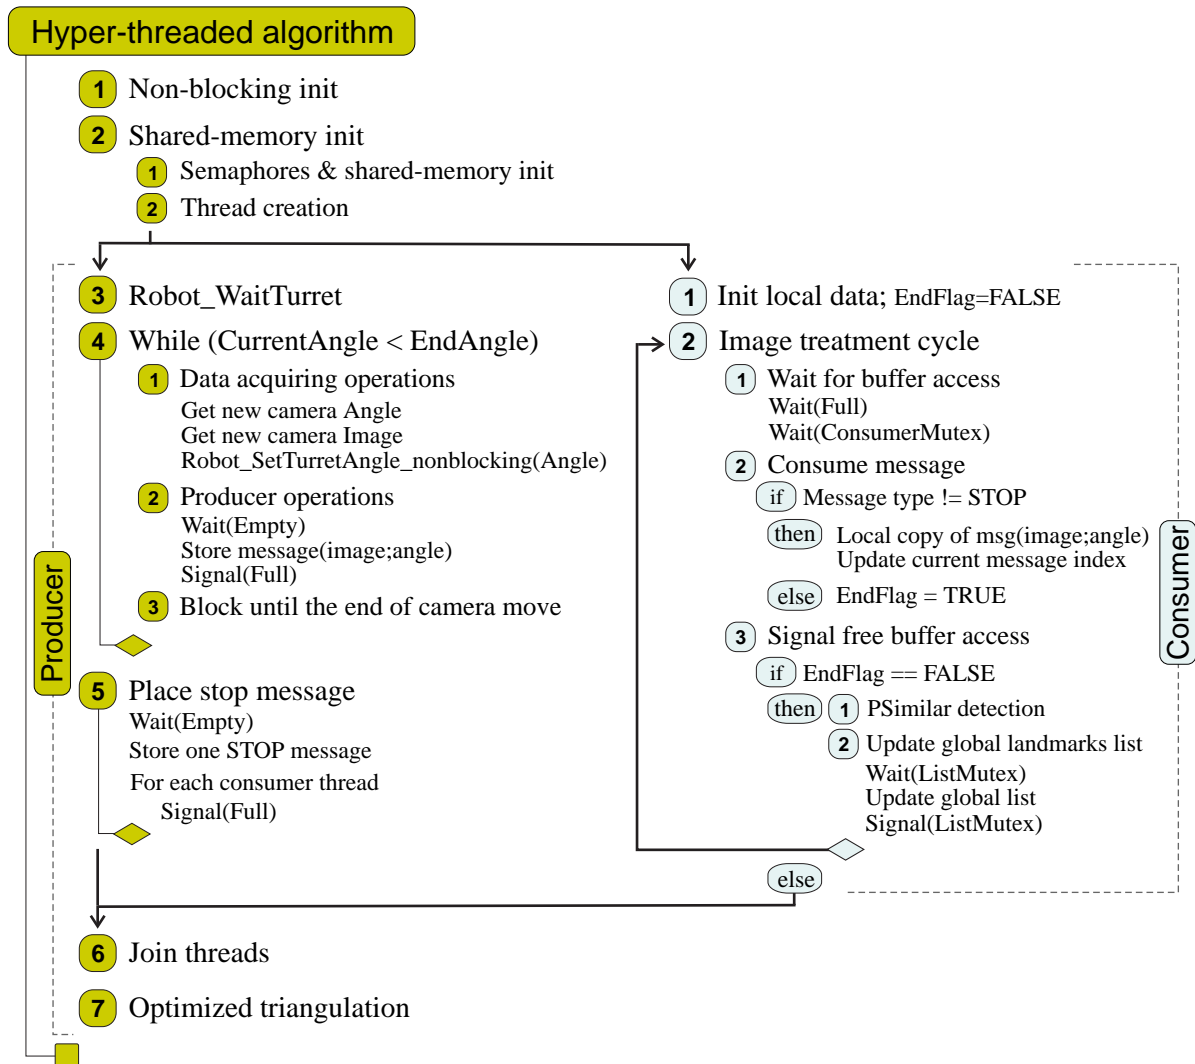 Hyper-threaded algorithm
1 Non-blocking init
2 Shared-memory init
1 Semaphores & shared-memory init
2 Thread creation
Producer
3 Robot_WaitTurret
4 While (CurrentAngle < EndAngle)
1 Data acquiring operations
Get new camera Angle
Get new camera Image
Robot_SetTurretAngle_nonblocking(Angle)
2 Producer operations
Wait(Empty)
Store message(image;angle)
Signal(Full)
3 Block until the end of camera move
5 Place stop message
Wait(Empty)
Store one STOP message
For each consumer thread
Signal(Full)
Consumer
1 Init local data; EndFlag=FALSE
2 Image treatment cycle
1 Wait for buffer access
Wait(Full)
Wait(ConsumerMutex)
2 Consume message
if Message type != STOP
then Local copy of msg(image;angle)
Update current message index
else EndFlag = TRUE
3 Signal free buffer access
if EndFlag == FALSE
then 1 PSimilar detection
2 Update global landmarks list
Wait(ListMutex)
Update global list
Signal(ListMutex)
else
6 Join threads
7 Optimized triangulation